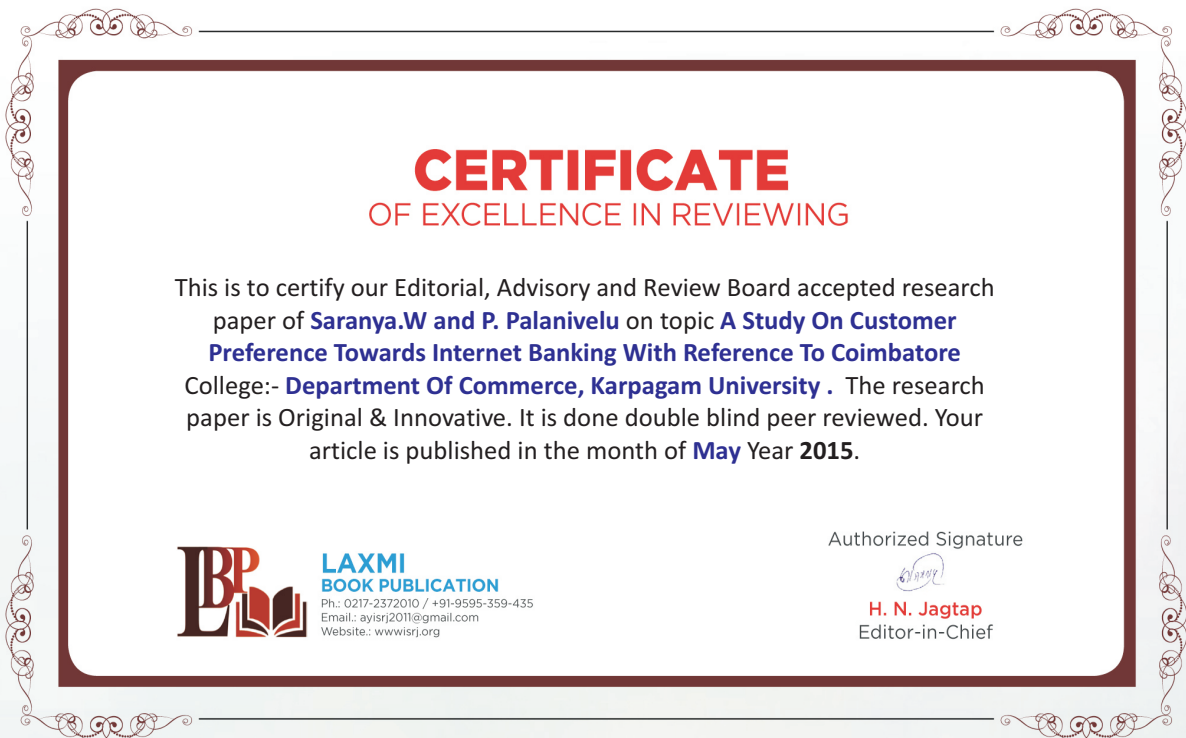 CERTIFICATE
OF EXCELLENCE IN REVIEWING
This is to certify our Editorial, Advisory and Review Board accepted research
paper of Saranya.W and P. Palanivelu on topic A Study On Customer
Preference Towards Internet Banking With Reference To Coimbatore
College:- Department Of Commerce, Karpagam University . The research
paper is Original & Innovative. It is done double blind peer reviewed. Your
article is published in the month of May Year 2015.
LBP
LAXMI
BOOK PUBLICATION
Ph.: 0217-2372010 / +91-9595-359-435
Email.: ayisrj2011@gmail.com
Website.: wwwisrj.org
Authorized Signature
H. N. Jagtap
Editor-in-Chief